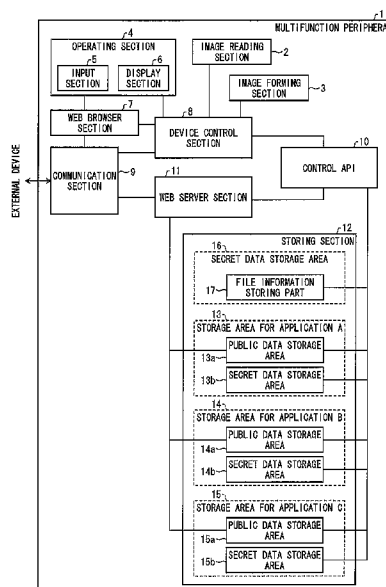 1
MULTIFUNCTION PERIPHERA
4
OPERATING SECTION
5
INPUT
SECTION
6
DISPLAY
SECTION
IMAGE READING
SECTION
2
IMAGE FORMING
SECTION
3
7
WEB BROWSER
SECTION
8
DEVICE CONTROL
SECTION
9
COMMUNICATION
SECTION
10
CONTROL API
11
WEB SERVER SECTION
EXTERNAL DEVICE
12
STORING SECTION
16
SECRET DATA STORAGE AREA
17
FILE INFORMATION
STORING PART
13
STORAGE AREA FOR APPLICATION A
13a
PUBLIC DATA STORAGE
AREA
13b
SECRET DATA STORAGE
AREA
14
STORAGE AREA FOR APPLICATION B
14a
PUBLIC DATA STORAGE
AREA
14b
SECRET DATA STORAGE
AREA
15
STORAGE AREA FOR APPLICATION C
15a
PUBLIC DATA STORAGE
AREA
15b
SECRET DATA STORAGE
AREA